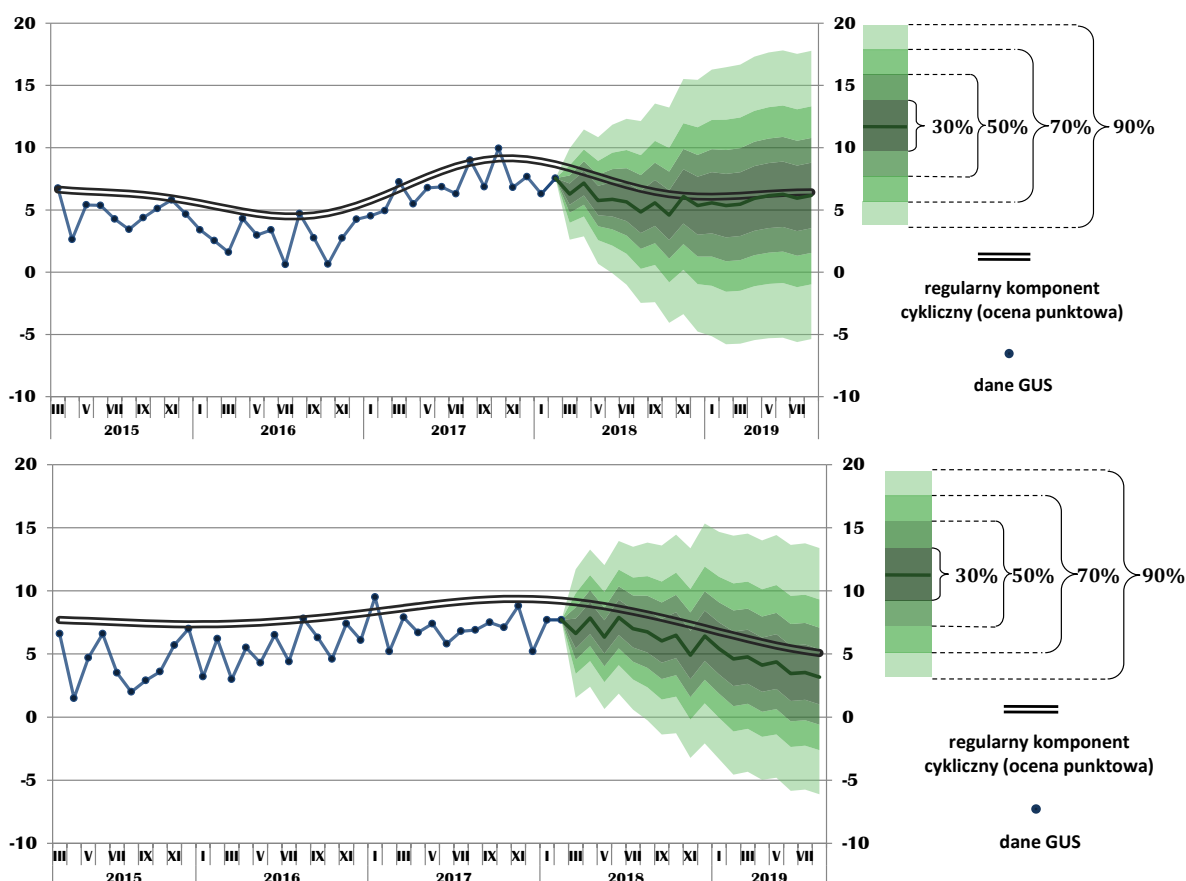 20 20
15 15
10 10
5 5
0 0
-5 -5
-10 -10
III V VII IX XI I III V VII IX XI I III V VII IX XI I III V VII IX XI I III V VII
2015 2016 2017 2018 2019
30% 50% 70% 90%
regularny komponent
cykliczny (ocena punktowa)
dane GUS
20 20
15 15
10 10
5 5
0 0
-5 -5
-10 -10
III V VII IX XI I III V VII IX XI I III V VII IX XI I III V VII IX XI I III V VII
2015 2016 2017 2018 2019
30% 50% 70% 90%
regularny komponent
cykliczny (ocena punktowa)
dane GUS